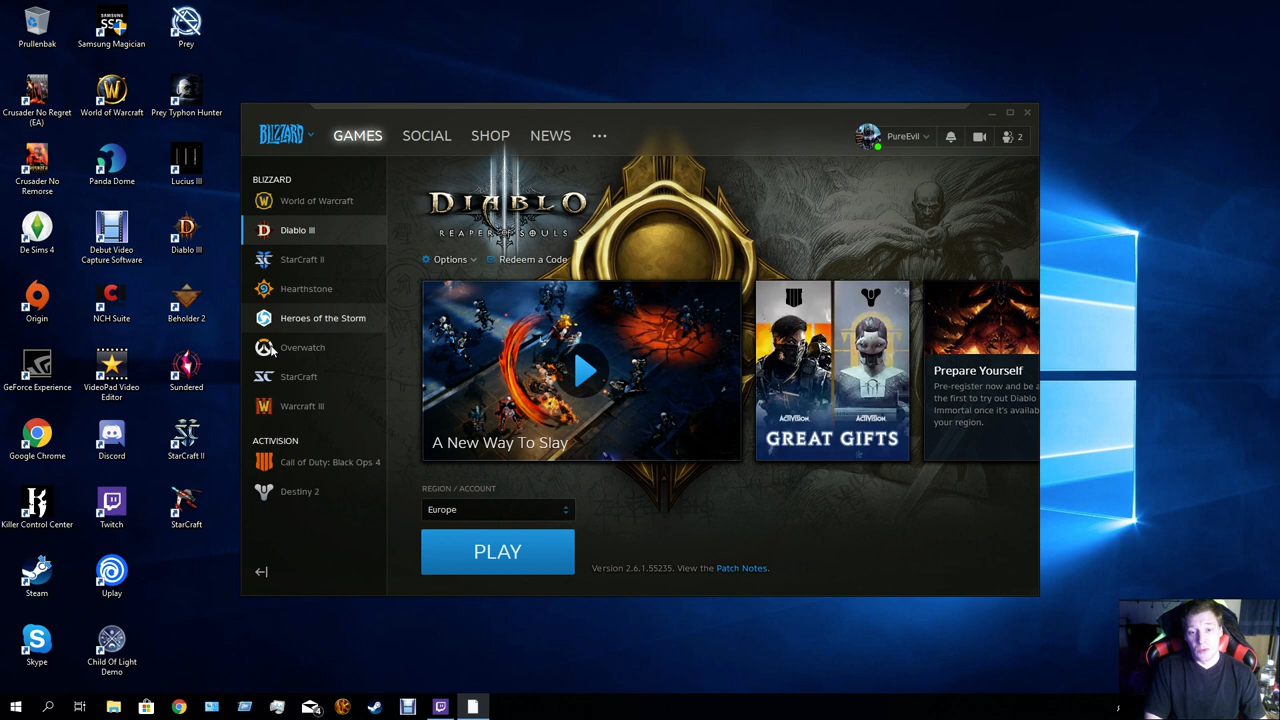 Prullenbak
Samsung Magician
Prey
Crusader No Regret
(EA)
World of Warcraft
Prey Typhon Hunter
Crusader No
Remorse
Panda Dome
Lucius III
De Sims 4
Debut Video
Capture Software
Diablo III
Origin
NCH Suite
Beholder 2
GeForce Experience
VideoPad Video
Editor
Sundered
Google Chrome
Discord
StarCraft II
Killer Control Center
Twitch
StarCraft
Steam
Uplay
Skype
Child Of Light
Demo
SAMSUNG
SSD
BLIZZARD
GAMES
SOCIAL
SHOP
NEWS
PureEvil
2
BLIZZARD
World of Warcraft
Diablo III
StarCraft II
Hearthstone
Heroes of the Storm
Overwatch
StarCraft
Warcraft III
ACTIVISION
Call of Duty: Black Ops 4
Destiny 2
DIABLO
III
REAPER OF SOULS
Options
Redeem a Code
A New Way To Slay
ACTIVISION
ACTIVISION
GREAT GIFTS
Prepare Yourself
Pre-register now and be a
the first to try out Diablo
Immortal once it's availab
your region.
REGION / ACCOUNT
Europe
PLAY
Version 2.6.1.55235. View the Patch Notes.